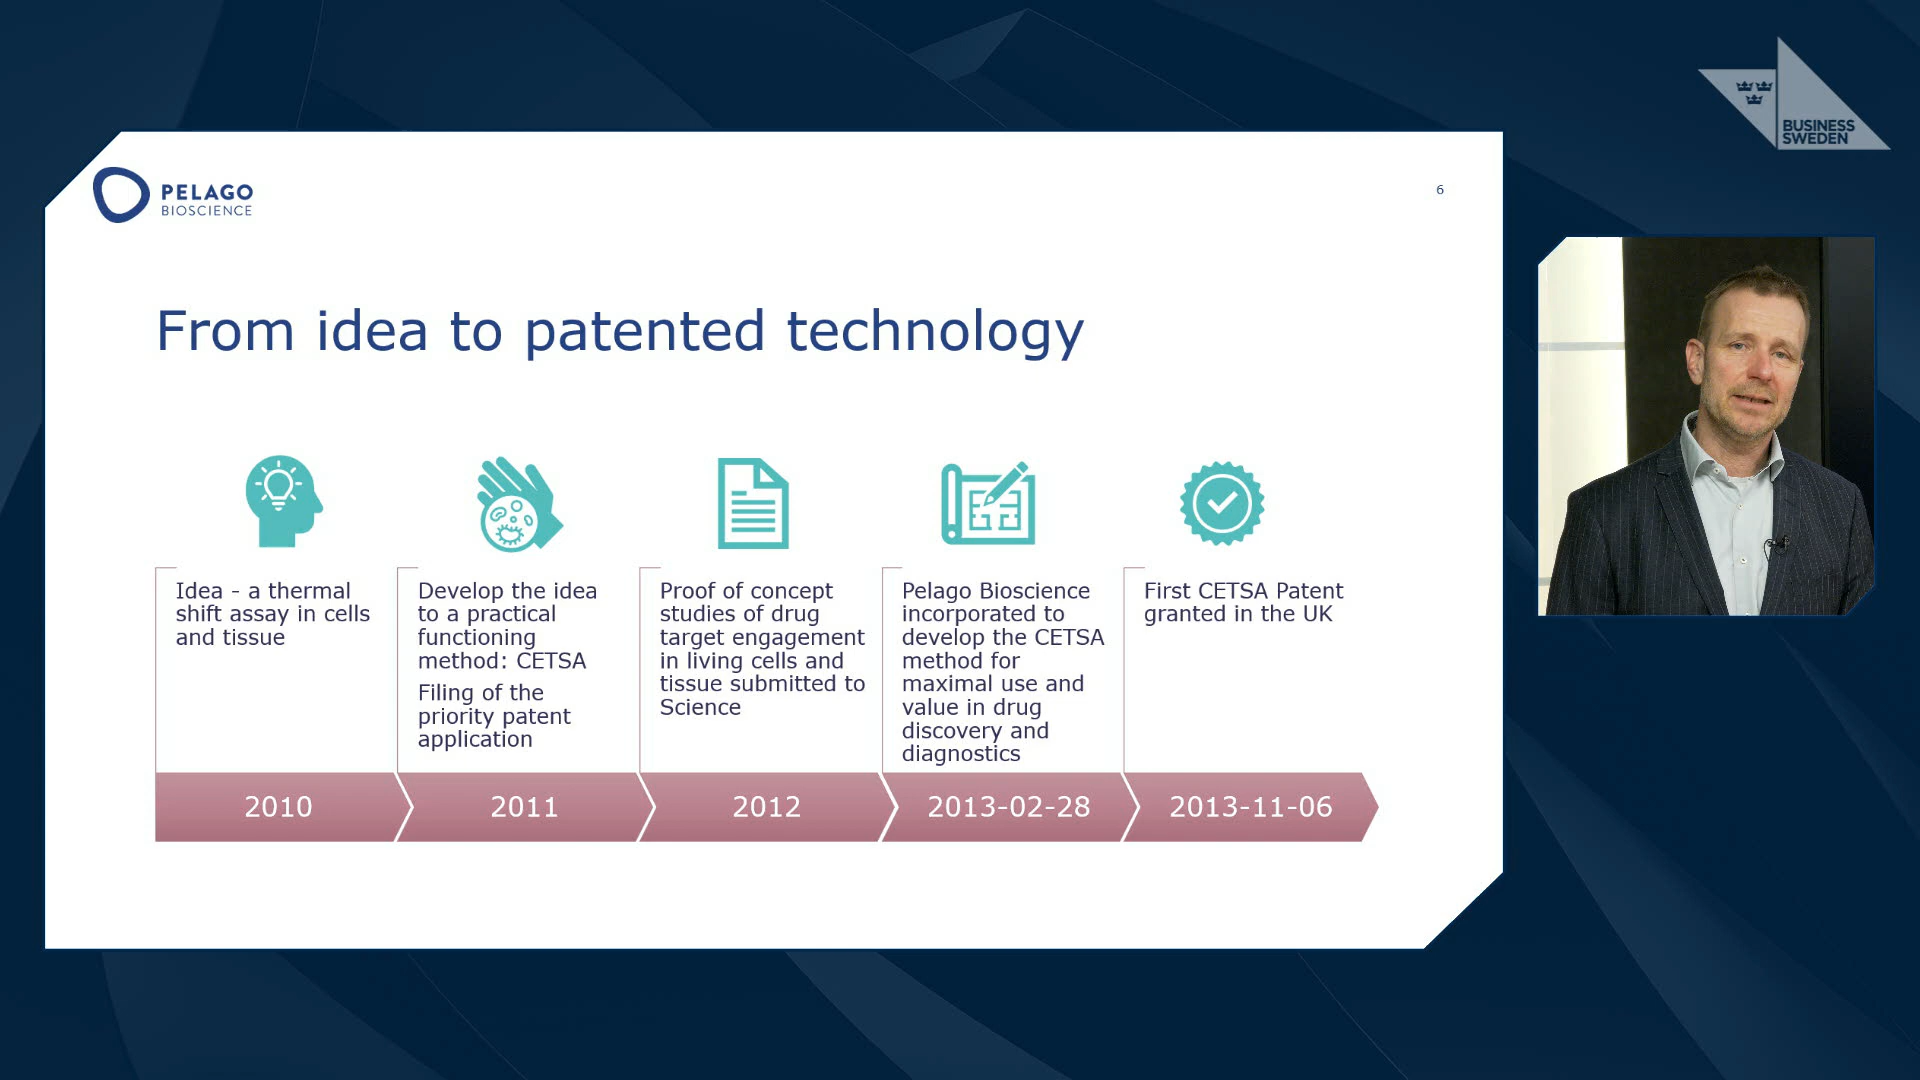 BUSINESS
SWEDEN
PELAGO
BIOSCIENCE
6
From idea to patented technology
Idea - a thermal
shift assay in cells
and tissue
Develop the idea
to a practical
functioning
method: CETSA
Filing of the
priority patent
application
Proof of concept
studies of drug
target engagement
in living cells and
tissue submitted to
Science
Pelago Bioscience
incorporated to
develop the CETSA
method for
maximal use and
value in drug
discovery and
diagnostics
First CETSA Patent
granted in the UK
2010
2011
2012
2013-02-28
2013-11-06